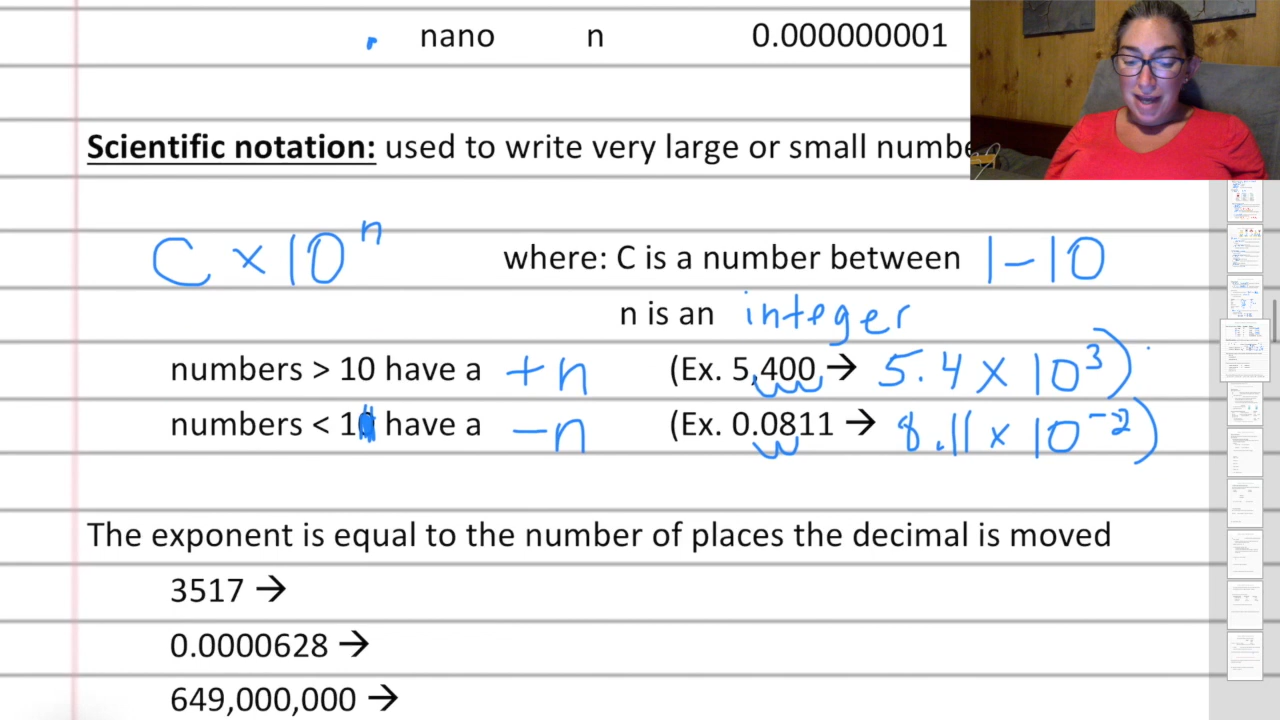 nano n 0.000000001
Scientific notation: used to write very large or small numbe
C × 10^n where: C is a number between 1-10
n is an integer
numbers > 10 have a +n (Ex. 5,400 → 5.4 × 10^3)
numbers < 1 have a -n (Ex. 0.0811 → 8.11 × 10^-2)
The exponent is equal to the number of places the decimal is moved
3517 →
0.0000628 →
649,000,000 →